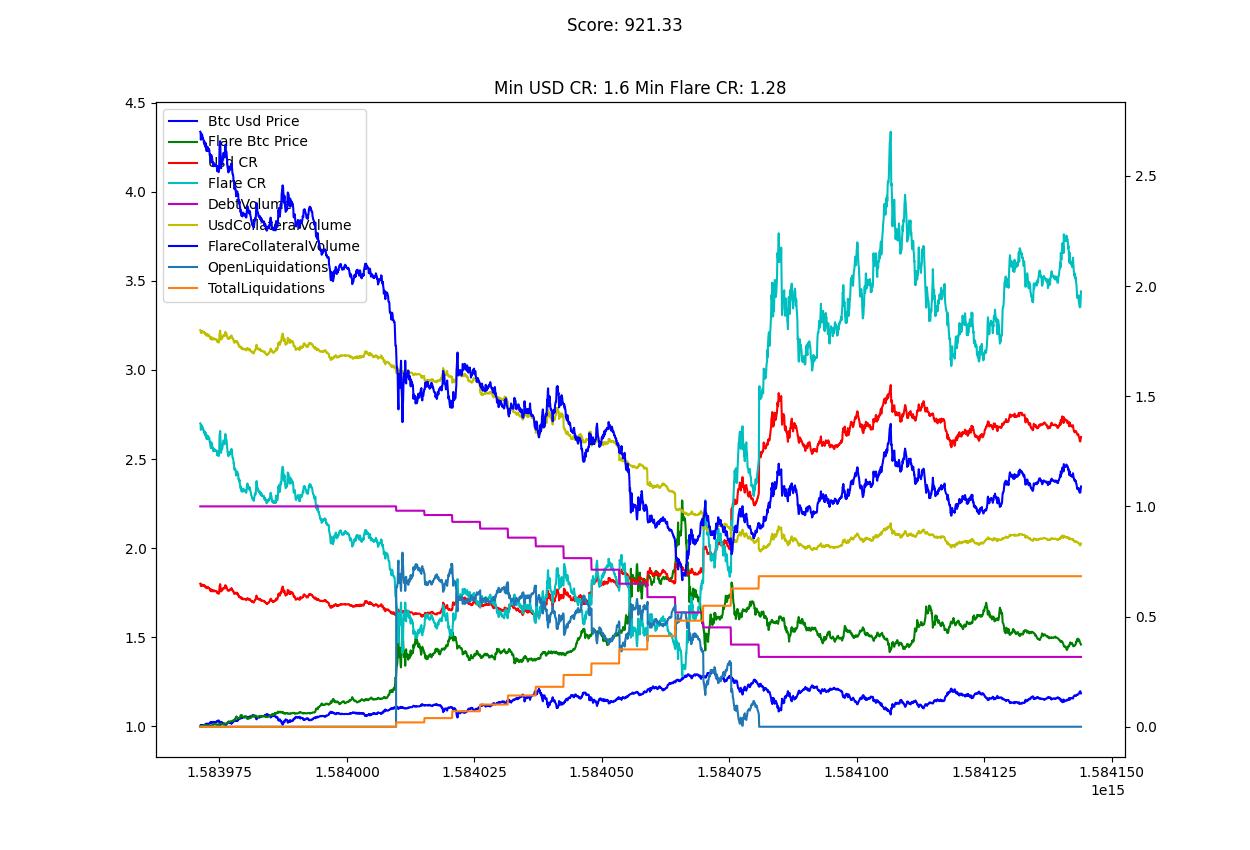 Score: 921.33
Min USD CR: 1.6 Min Flare CR: 1.28
4.5
4.0
3.5
3.0
2.5
2.0
1.5
1.0
Btc Usd Price
Flare Btc Price
Usd CR
Flare CR
DebtVolume
UsdCollateralVolume
FlareCollateralVolume
OpenLiquidations
TotalLiquidations
2.5
2.0
1.5
1.0
0.5
0.0
1.583975 1.584000 1.584025 1.584050 1.584075 1.584100 1.584125 1.584150
1e15